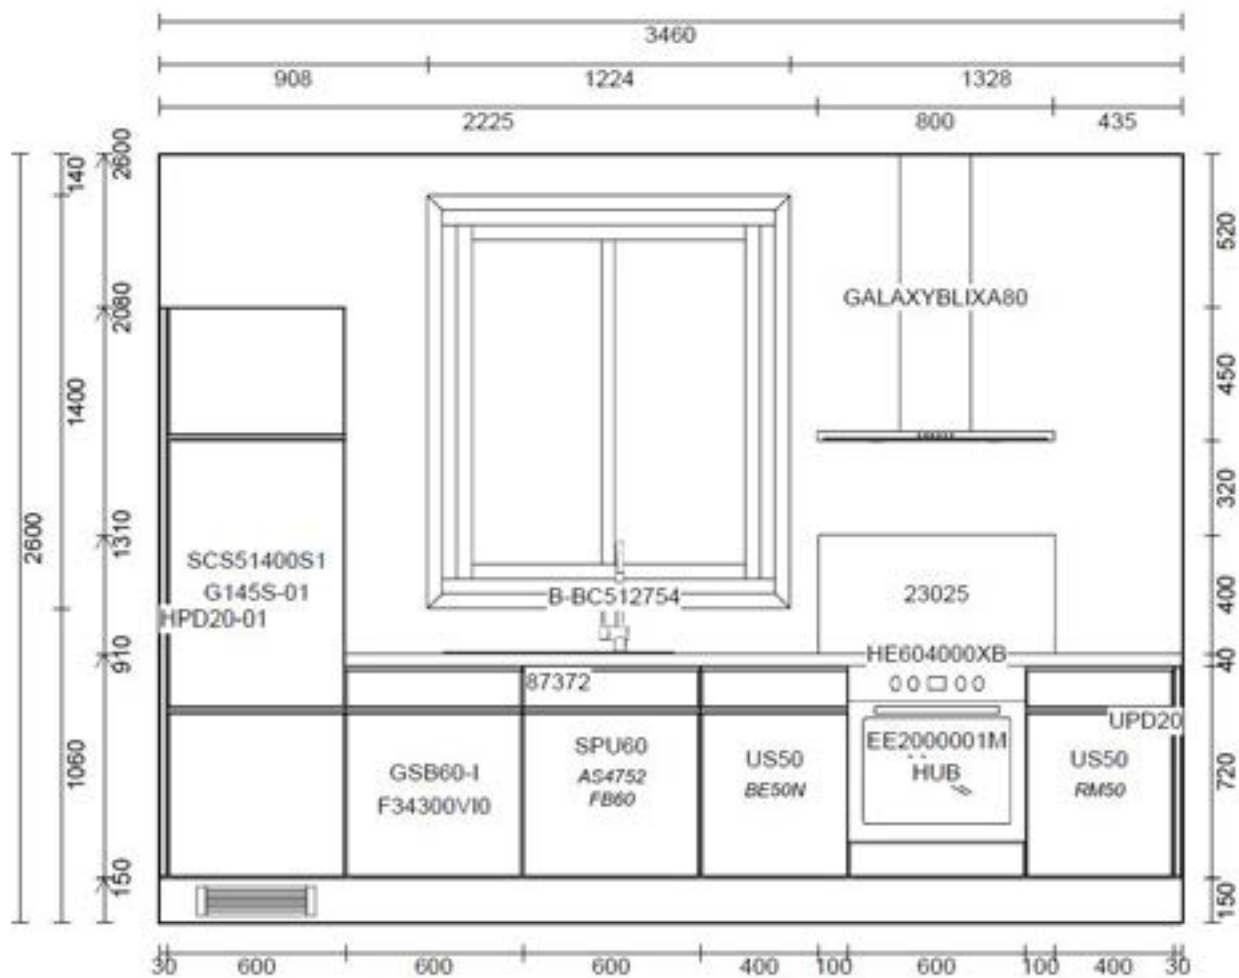 3460
908 1224 1328
2225 800 435
2600
140
1400
1060
2600
2080
1310
910
150
520
450
320
400
40
720
150
GALAXYBLIXA80
SCS51400S1
G145S-01
HPD20-01
B-BC512754
23025
HE604000XB
87372
UPD20
GSB60-I
F34300VI0
SPU60
AS4752
FB60
US50
BE50N
EE2000001M
HUB
US50
RM50
30 600 600 600 400 100 600 100 400 30